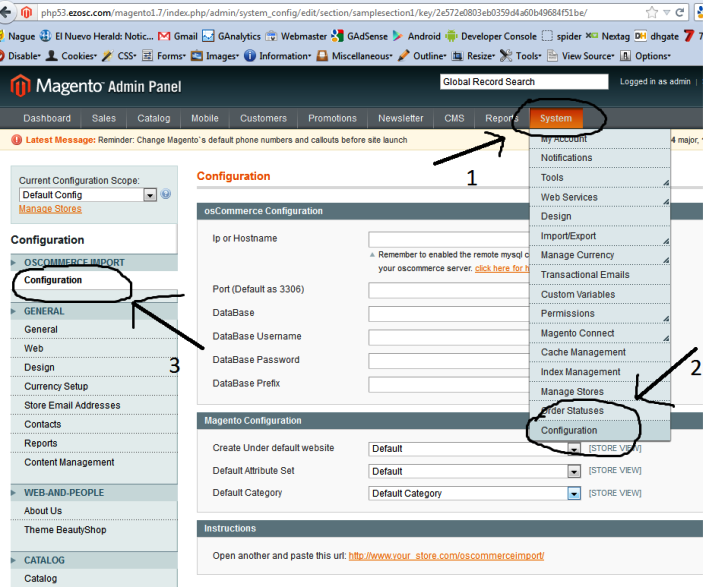 php53.ezosc.com/magento1.7/index.php/admin/system_config/edit/section/samplesection1/key/2e572e0803eb0359d4a60b49684f51be/
Nague El Nuevo Herald: Notic... Gmail GAnalytics Webmaster GAdSense Android Developer Console spider Nextag dhgate 7
Disable Cookies CSS Forms Images Information Miscellaneous Outline Resize Tools View Source Options
Magento Admin Panel
Global Record Search
Logged in as admin |
Dashboard Sales Catalog Mobile Customers Promotions Newsletter CMS Reports System
Latest Message: Reminder: Change Magento's default phone numbers and callouts before site launch
4 major,
My Account
Notifications
Tools
Web Services
Design
Import/Export
Manage Currency
Transactional Emails
Custom Variables
Permissions
Magento Connect
Cache Management
Index Management
Manage Stores
Order Statuses
Configuration
1
2
3
Current Configuration Scope:
Default Config
Manage Stores
Configuration
OSCOMMERCE IMPORT
Configuration
GENERAL
General
Web
Design
Currency Setup
Store Email Addresses
Contacts
Reports
Content Management
WEB-AND-PEOPLE
About Us
Theme BeautyShop
CATALOG
Catalog
Configuration
osCommerce Configuration
Ip or Hostname
Remember to enabled the remote mysql c
your oscommerce server. click here for h
Port (Default as 3306)
DataBase
DataBase Username
DataBase Password
DataBase Prefix
Magento Configuration
Create Under default website Default [STORE VIEW]
Default Attribute Set Default [STORE VIEW]
Default Category Default Category [STORE VIEW]
Instructions
Open another and paste this url: http://www.your_store.com/oscommerceimport/